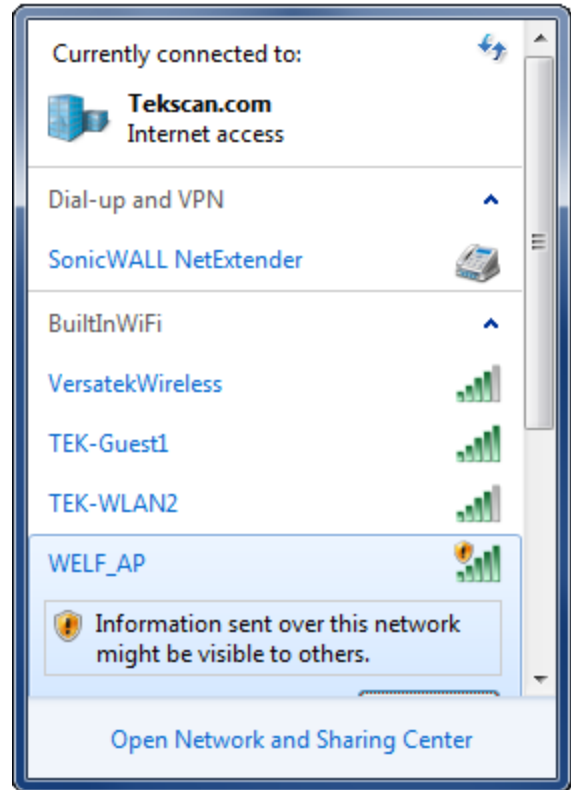 Currently connected to:
Tekscan.com
Internet access
Dial-up and VPN
SonicWALL NetExtender
BuiltInWiFi
VersatekWireless
TEK-Guest1
TEK-WLAN2
WELF_AP
Information sent over this network
might be visible to others.
Open Network and Sharing Center